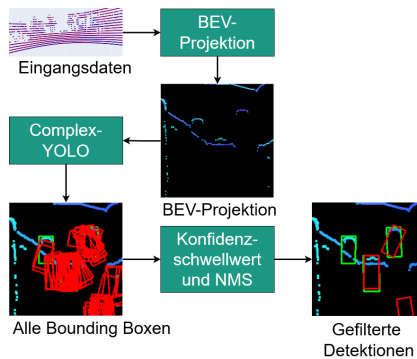 BEV-
Projektion
Eingangsdaten
Complex-
YOLO
BEV-Projektion
Konfidenz-
schwellwert
und NMS
Alle Bounding Boxen
Gefilterte
Detektionen